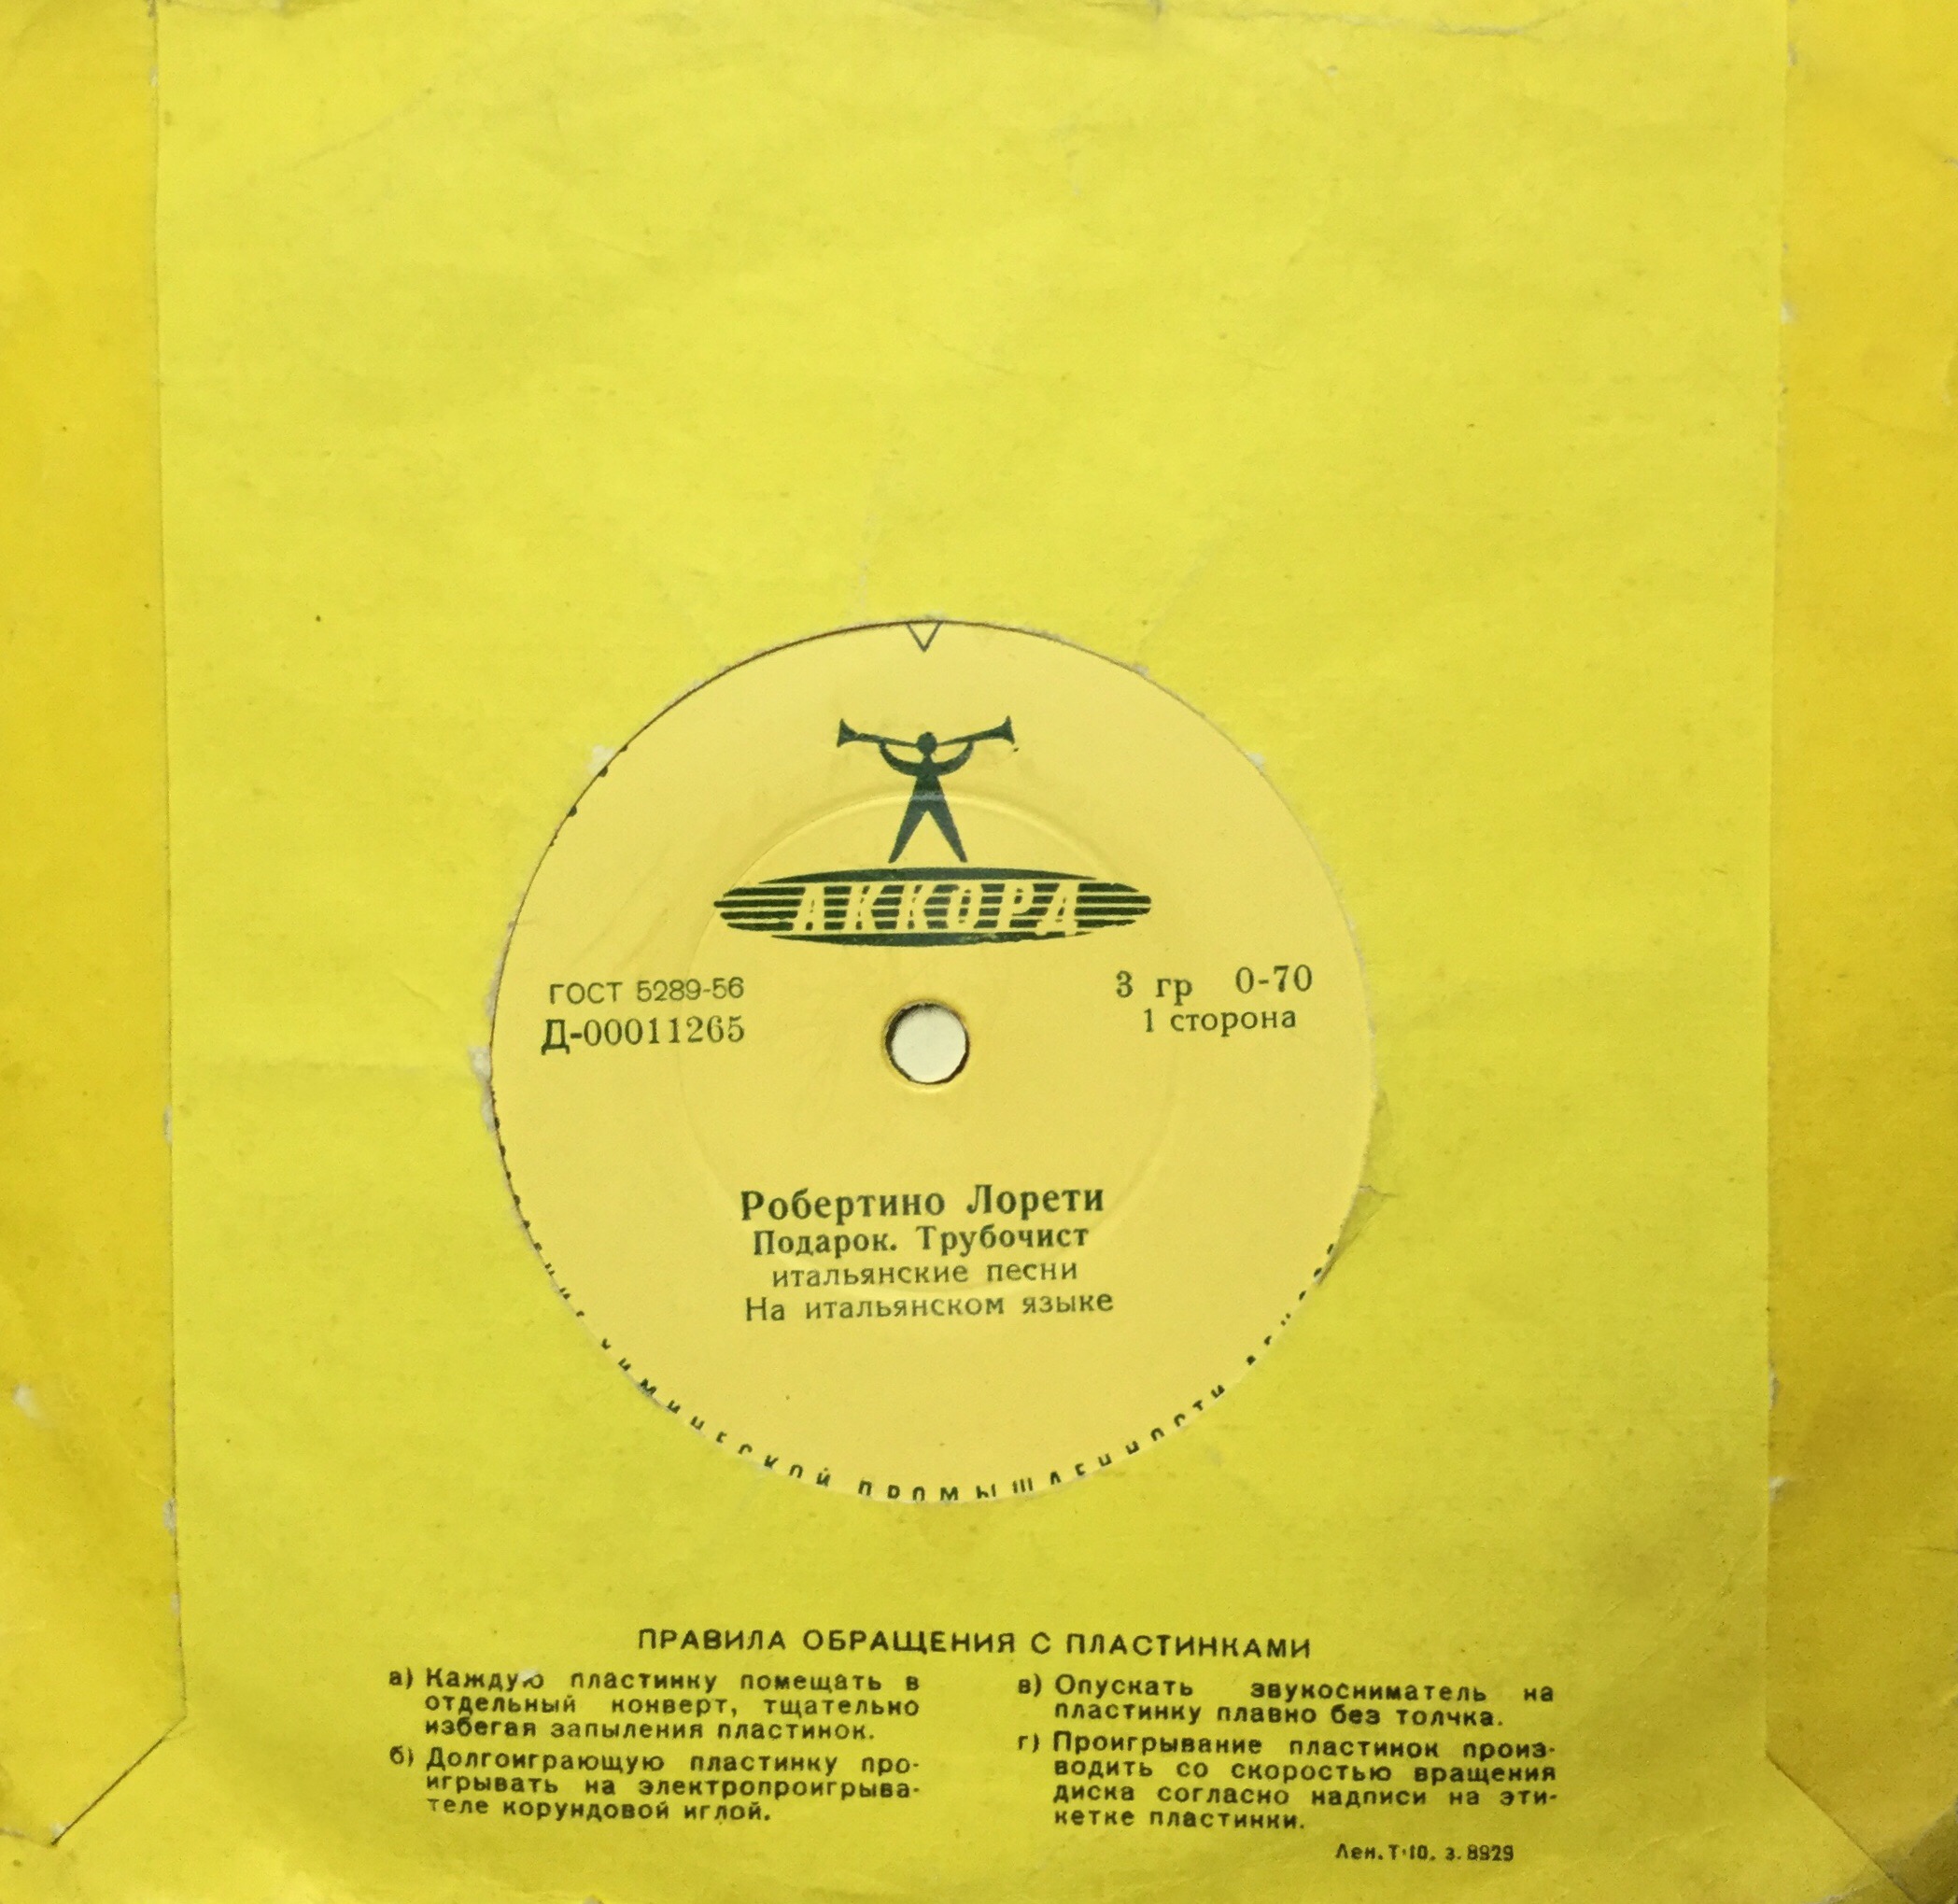 АККОРД
ГОСТ 5289-56
Д-00011265
3 гр 0-70
1 сторона
Робертино Лорети
Подарок. Трубочист
итальянские песни
На итальянском языке
ХИМИЧЕСКОЙ ПРОМЫШЛЕННОСТИ
ПРАВИЛА ОБРАЩЕНИЯ С ПЛАСТИНКАМИ
а) Каждую пластинку помещать в
отдельный конверт, тщательно
избегая запыления пластинок.
б) Долгоиграющую пластинку про-
игрывать на электропроигрыва-
теле корундовой иглой.
в) Опускать звукосниматель на
пластинку плавно без толчка.
г) Проигрывание пластинок произ-
водить со скоростью вращения
диска согласно надписи на эти-
кетке пластинки.
Лен. Т-10. з. 8929